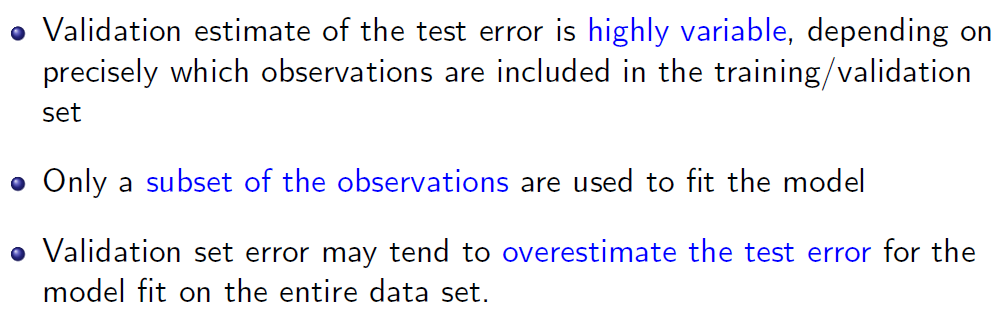 Validation estimate of the test error is highly variable, depending on
precisely which observations are included in the training/validation
set
Only a subset of the observations are used to fit the model
Validation set error may tend to overestimate the test error for the
model fit on the entire data set.